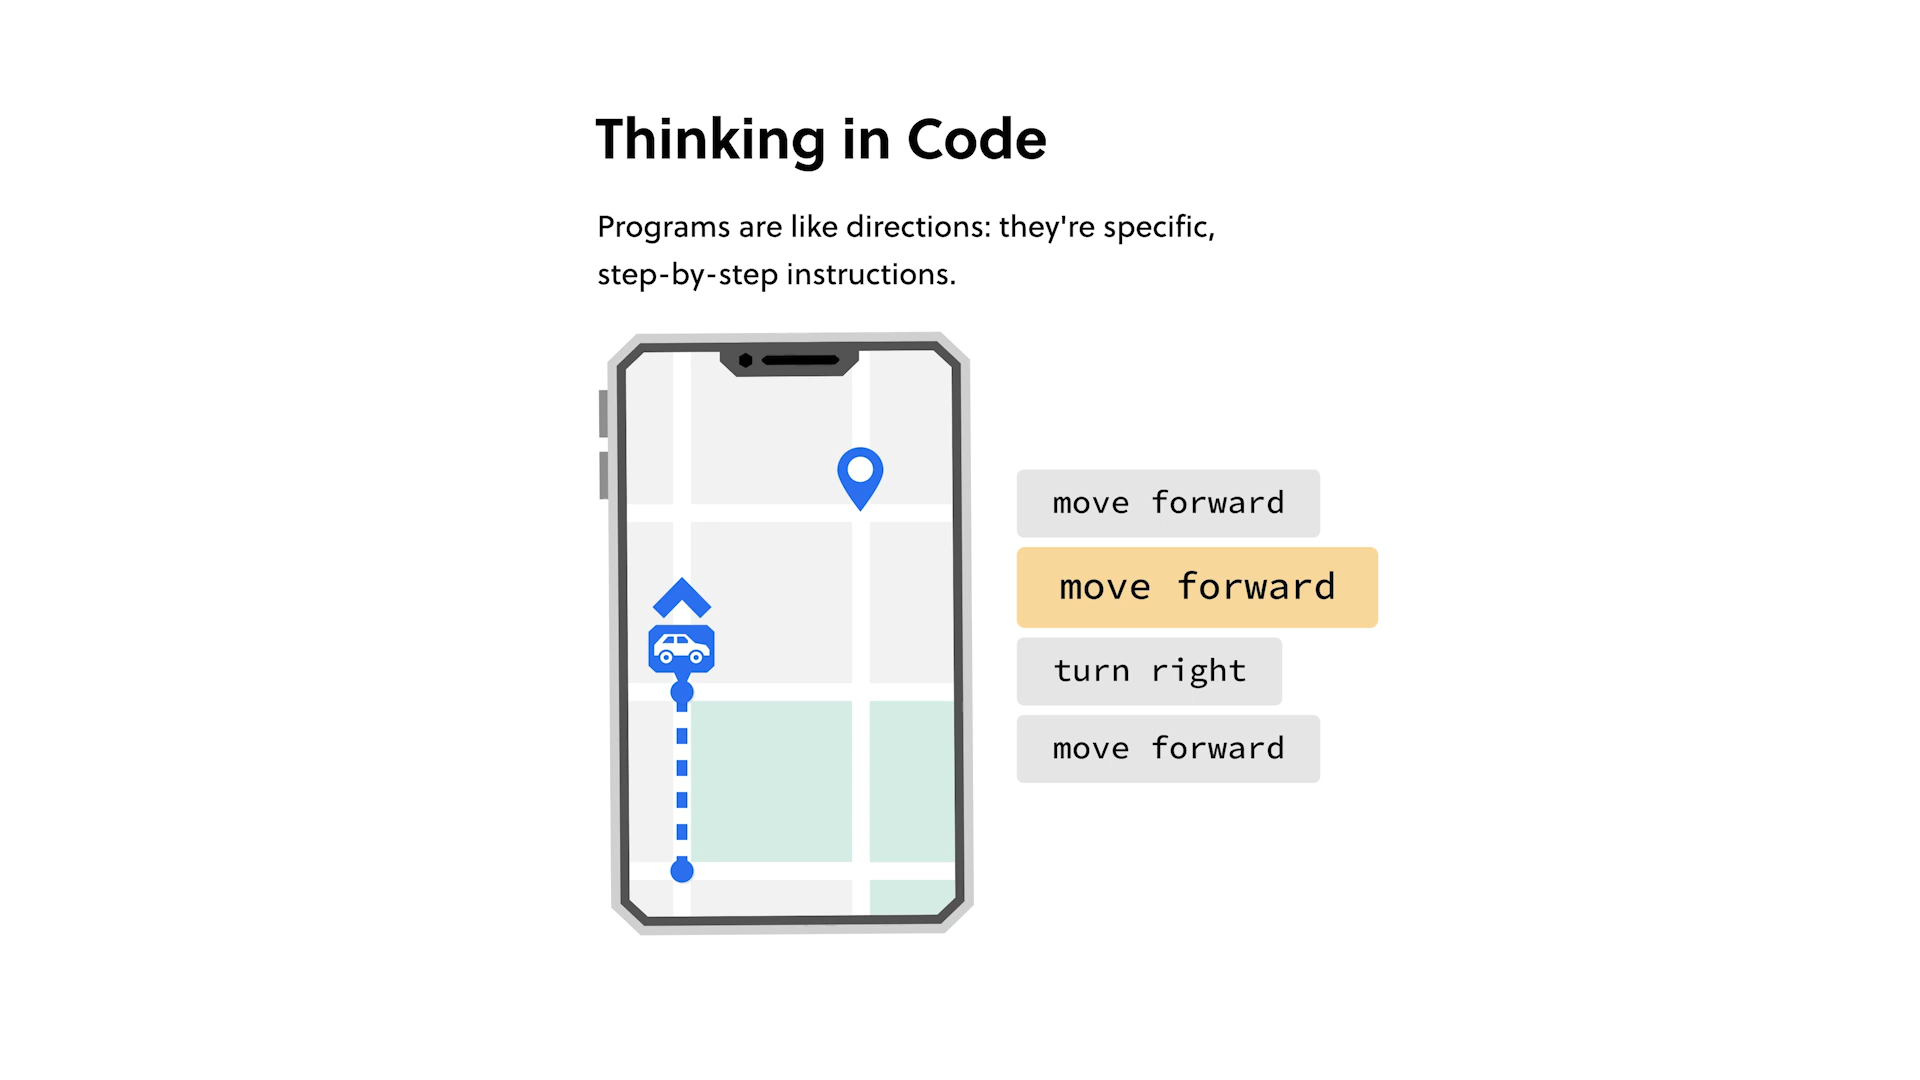 Thinking in Code
Programs are like directions: they're specific,
step-by-step instructions.
move forward
move forward
turn right
move forward